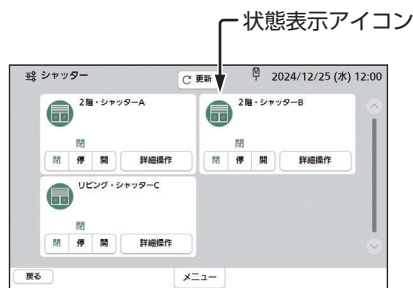 状態表示アイコン
シャッター
更新
2024/12/25 (水) 12:00
2階・シャッターA
閉
閉 停 開 詳細操作
2階・シャッターB
閉
閉 停 開 詳細操作
リビング・シャッターC
閉
閉 停 開 詳細操作
戻る
メニュー